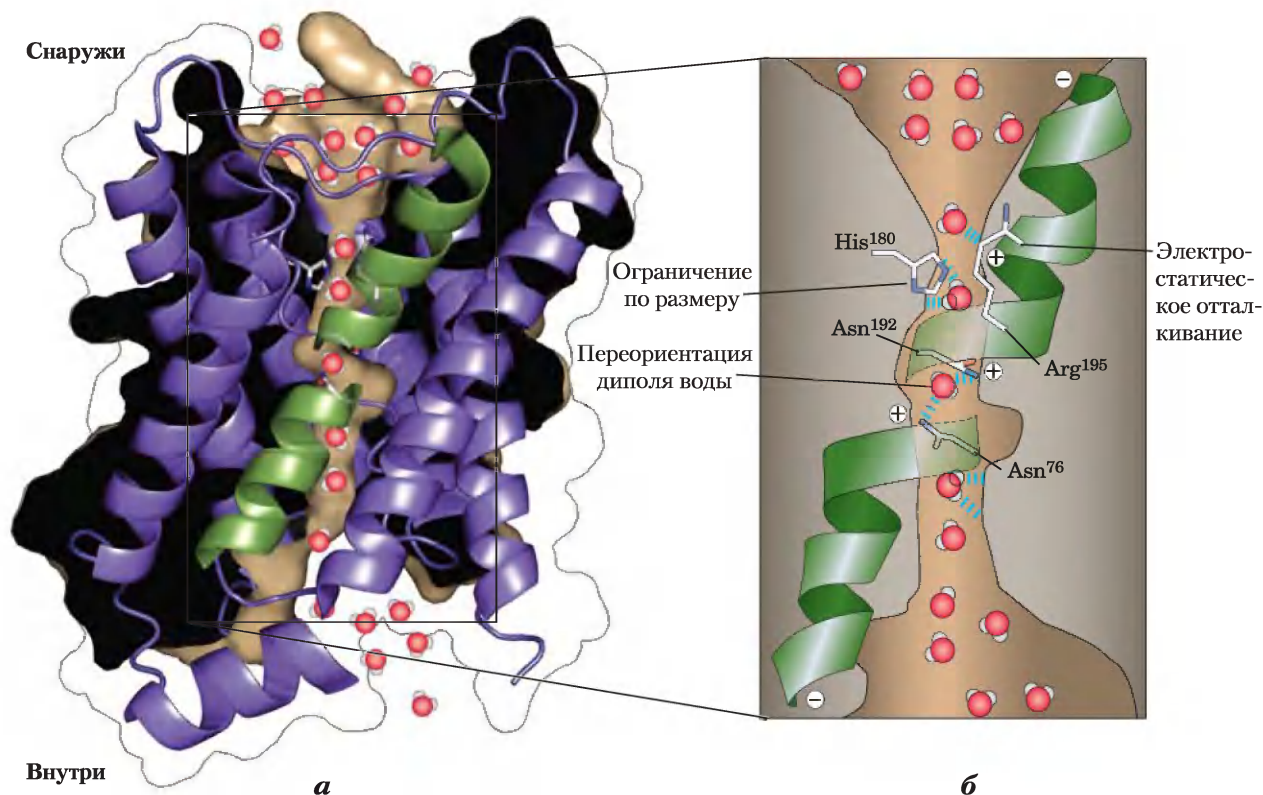 Снаружи
Внутри
а
His180
Ограничение
по размеру
Asn192
Переориентация
диполя воды
Электро-
статичес-
кое оттал-
кивание
Arg195
Asn76
−
+
+
+
−
б